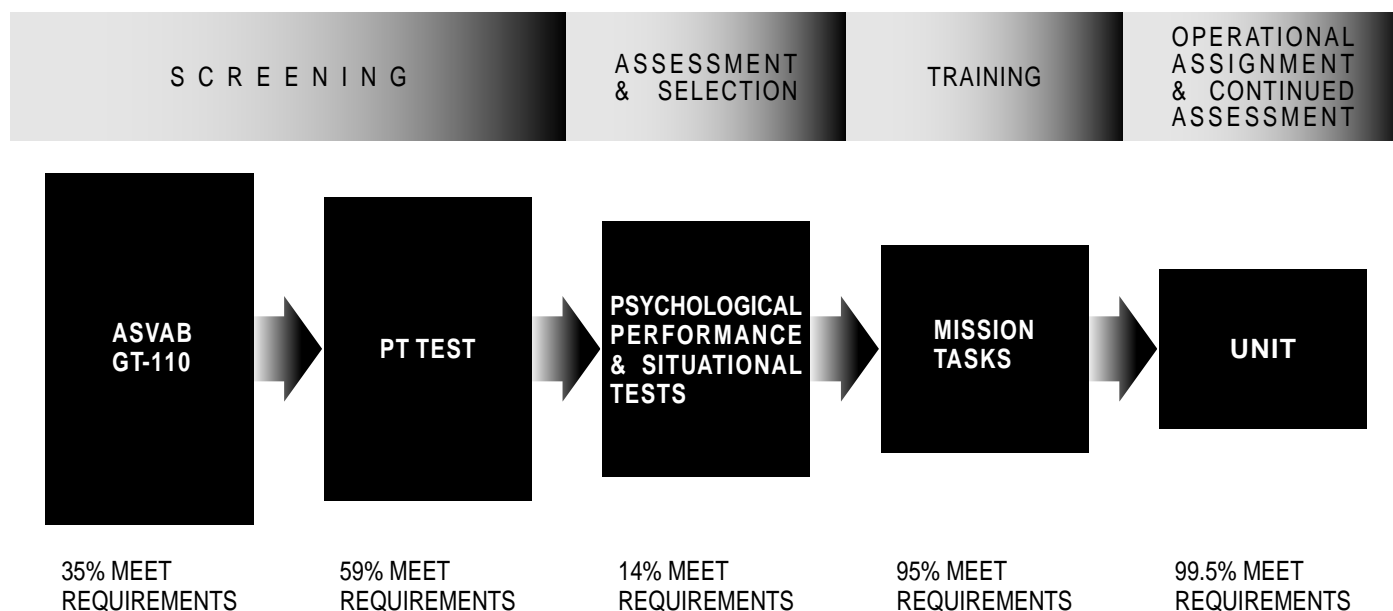 SCREENING
ASSESSMENT
& SELECTION
TRAINING
OPERATIONAL
ASSIGNMENT
& CONTINUED
ASSESSMENT
ASVAB
GT-110
PT TEST
PSYCHOLOGICAL
PERFORMANCE
& SITUATIONAL
TESTS
MISSION
TASKS
UNIT
35% MEET
REQUIREMENTS
59% MEET
REQUIREMENTS
14% MEET
REQUIREMENTS
95% MEET
REQUIREMENTS
99.5% MEET
REQUIREMENTS